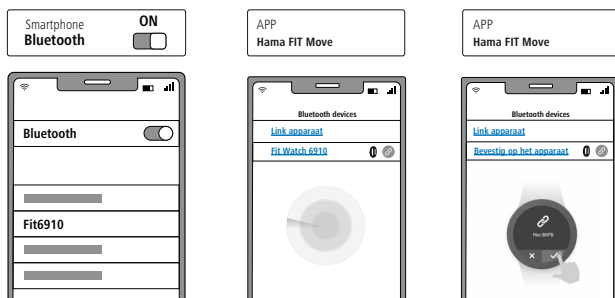 Smartphone
Bluetooth
ON
Bluetooth
Fit6910
APP
Hama FIT Move
Bluetooth devices
Link apparaat
Fit Watch 6910
APP
Hama FIT Move
Bluetooth devices
Link apparaat
Bevestig op het apparaat